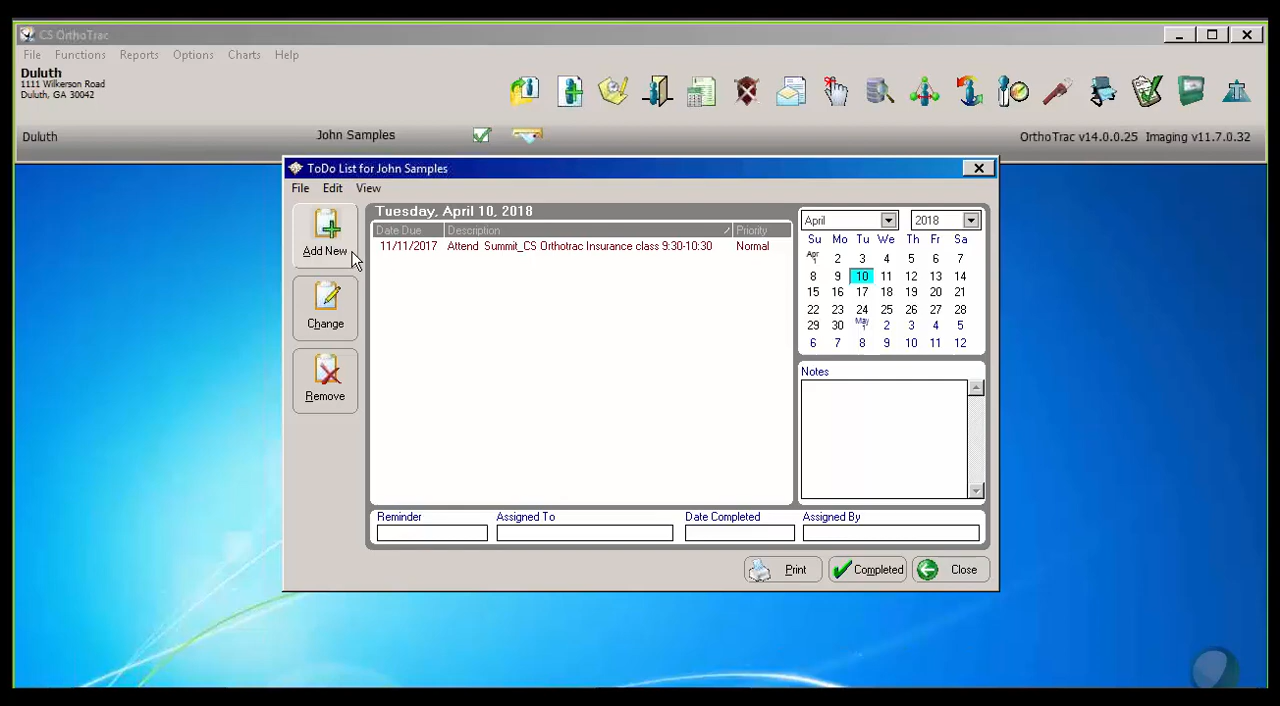 CS OrthoTrac
File Functions Reports Options Charts Help
Duluth
1111 Wilkerson Road
Duluth, GA 30042
Duluth John Samples OrthoTrac v14.0.0.25 Imaging v11.7.0.32
ToDo List for John Samples
File Edit View
Add New
Change
Remove
Tuesday, April 10, 2018
Date Due Description Priority
11/11/2017 Attend Summit_CS Orthotrac Insurance class 9:30-10:30 Normal
April 2018
Su Mo Tu We Th Fr Sa
Apr 1 2 3 4 5 6 7
8 9 10 11 12 13 14
15 16 17 18 19 20 21
22 23 24 25 26 27 28
29 30 May 1 2 3 4 5
6 7 8 9 10 11 12
Notes
Reminder Assigned To Date Completed Assigned By
Print Completed Close